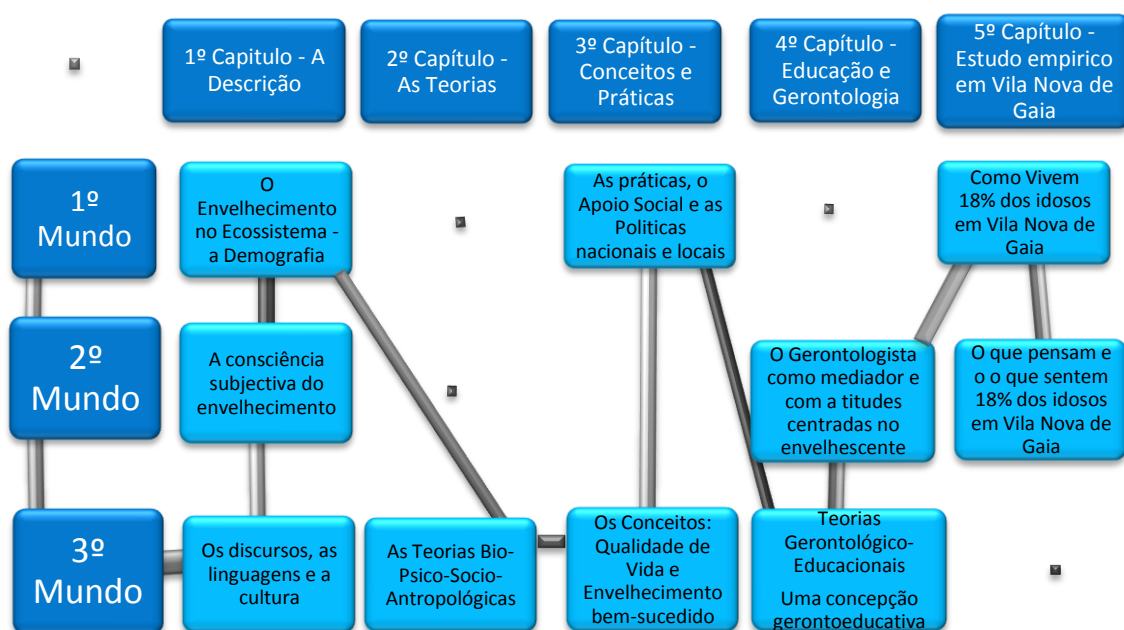 1º Capitulo - A
Descrição
2º Capítulo -
As Teorias
3º Capítulo -
Conceitos e
Práticas
4º Capítulo -
Educação e
Gerontologia
5º Capítulo -
Estudo empirico
em Vila Nova de
Gaia
1º
Mundo
O
Envelhecimento
no Ecossistema -
a Demografia
As práticas, o
Apoio Social e as
Politicas
nacionais e locais
Como Vivem
18% dos idosos
em Vila Nova de
Gaia
2º
Mundo
A consciência
subjectiva do
envelhecimento
O Gerontologista
como mediador e
com a titudes
centradas no
envelhescente
O que pensam e
o o que sentem
18% dos idosos
em Vila Nova de
Gaia
3º
Mundo
Os discursos, as
linguagens e a
cultura
As Teorias Bio-
Psico-Socio-
Antropológicas
Os Conceitos:
Qualidade de
Vida e
Envelhecimento
bem-sucedido
Teorias
Gerontológico-
Educacionais
Uma concepção
gerontoeducativa